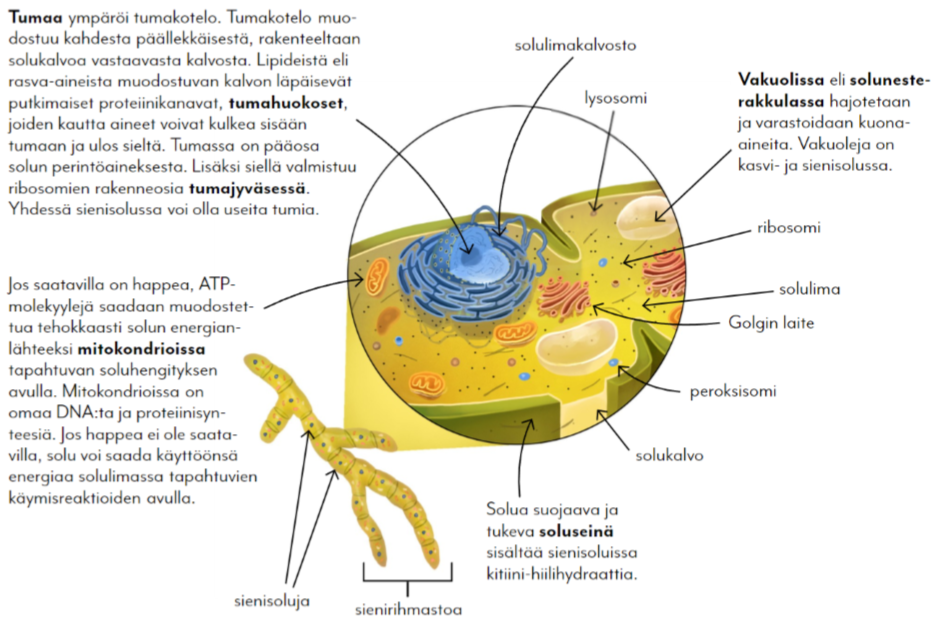 Tumaa ympäröi tumakotelo. Tumakotelo muo-
dostuu kahdesta päällekkäisestä, rakenteeltaan
solukalvoa vastaavasta kalvosta. Lipideistä eli
rasva-aineista muodostuvan kalvon läpäisevät
putkimaiset proteiinikanavat, tumahuokoset,
joiden kautta aineet voivat kulkea sisään
tumaan ja ulos sieltä. Tumassa on pääosa
solun perintöaineksesta. Lisäksi siellä valmistuu
ribosomien rakenneosia tumajyväsessä.
Yhdessä sienisolussa voi olla useita tumia.
solulimakalvosto
lysosomi
Vakuolissa eli soluneste-
rakkulassa hajotetaan
ja varastoidaan kuona-
aineita. Vakuoleja on
kasvi- ja sienisolussa.
ribosomi
solulima
Golgin laite
peroksisomi
solukalvo
Jos saatavilla on happea, ATP-
molekyylejä saadaan muodostet-
tua tehokkaasti solun energian-
lähteeksi mitokondrioissa
tapahtuvan soluhengityksen
avulla. Mitokondrioissa on
omaa DNA:ta ja proteiinisyn-
teesiä. Jos happea ei ole saata-
villa, solu voi saada käyttöönsä
energiaa solulimassa tapahtuvien
käymisreaktioiden avulla.
Solua suojaava ja
tukeva soluseinä
sisältää sienisoluissa
kitiini-hiilihydraattia.
sienisoluja
sienirihmastoa